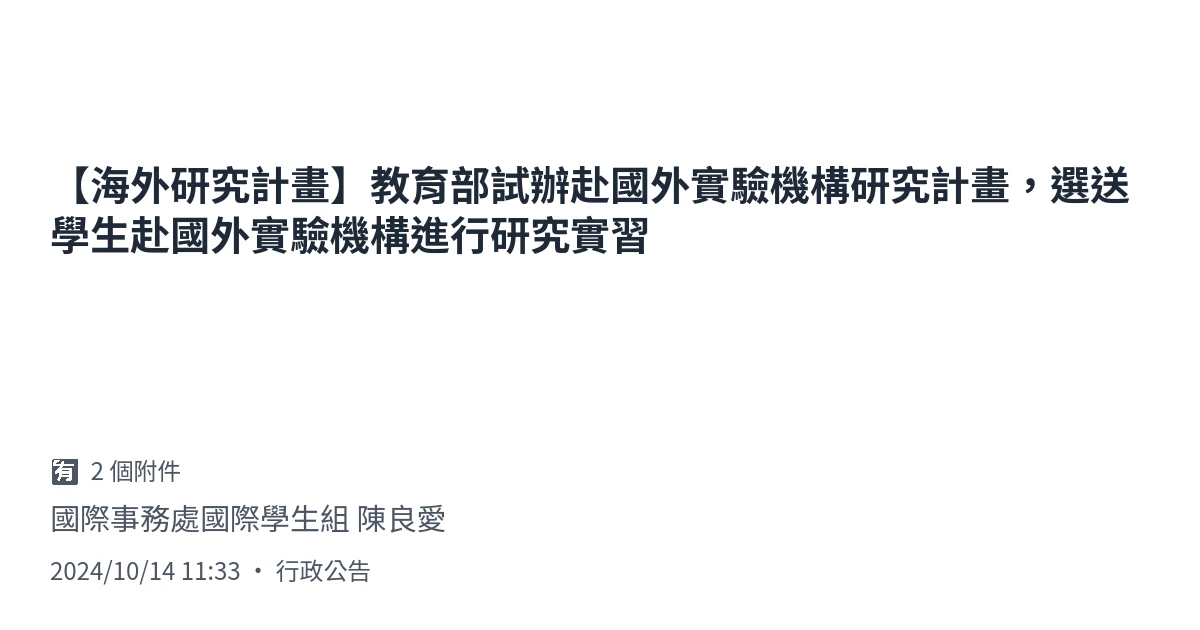 【海外研究計畫】教育部試辦赴國外實驗機構研究計畫，選送
學生赴國外實驗機構進行研究實習
🈶 2 個附件
國際事務處國際學生組 陳良愛
2024/10/14 11:33 • 行政公告